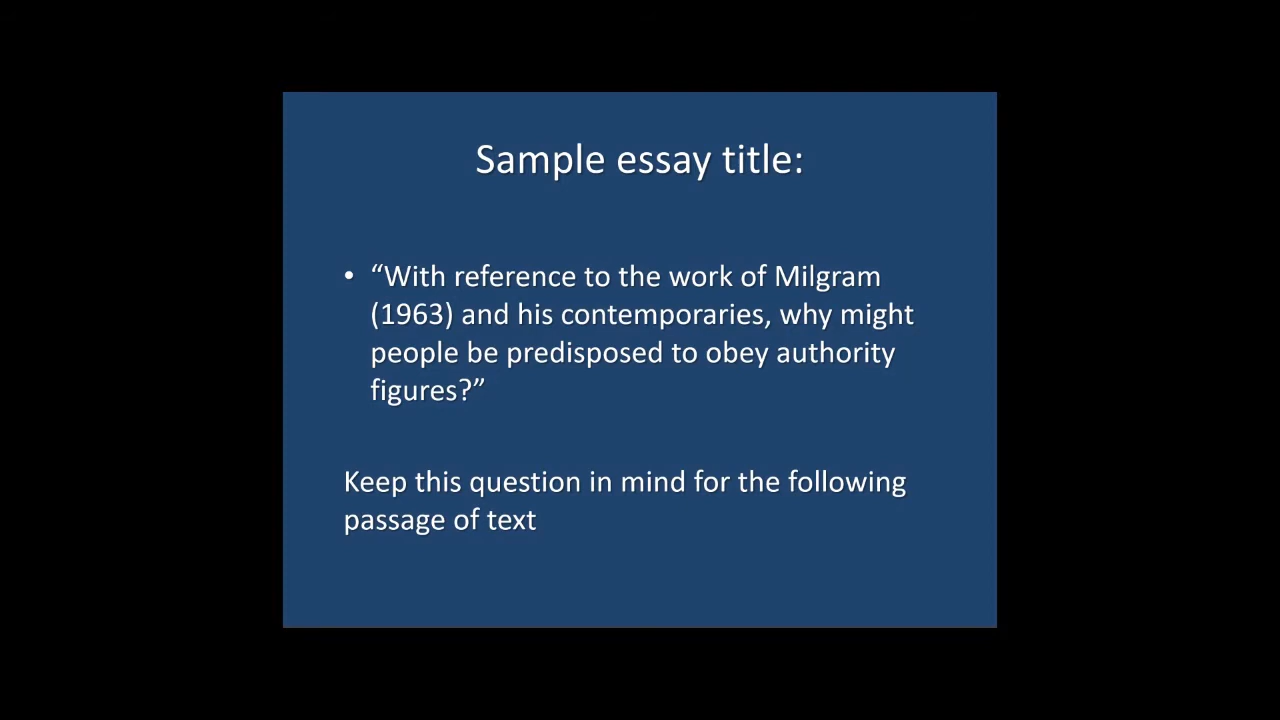 Sample essay title:
• “With reference to the work of Milgram
(1963) and his contemporaries, why might
people be predisposed to obey authority
figures?”
Keep this question in mind for the following
passage of text